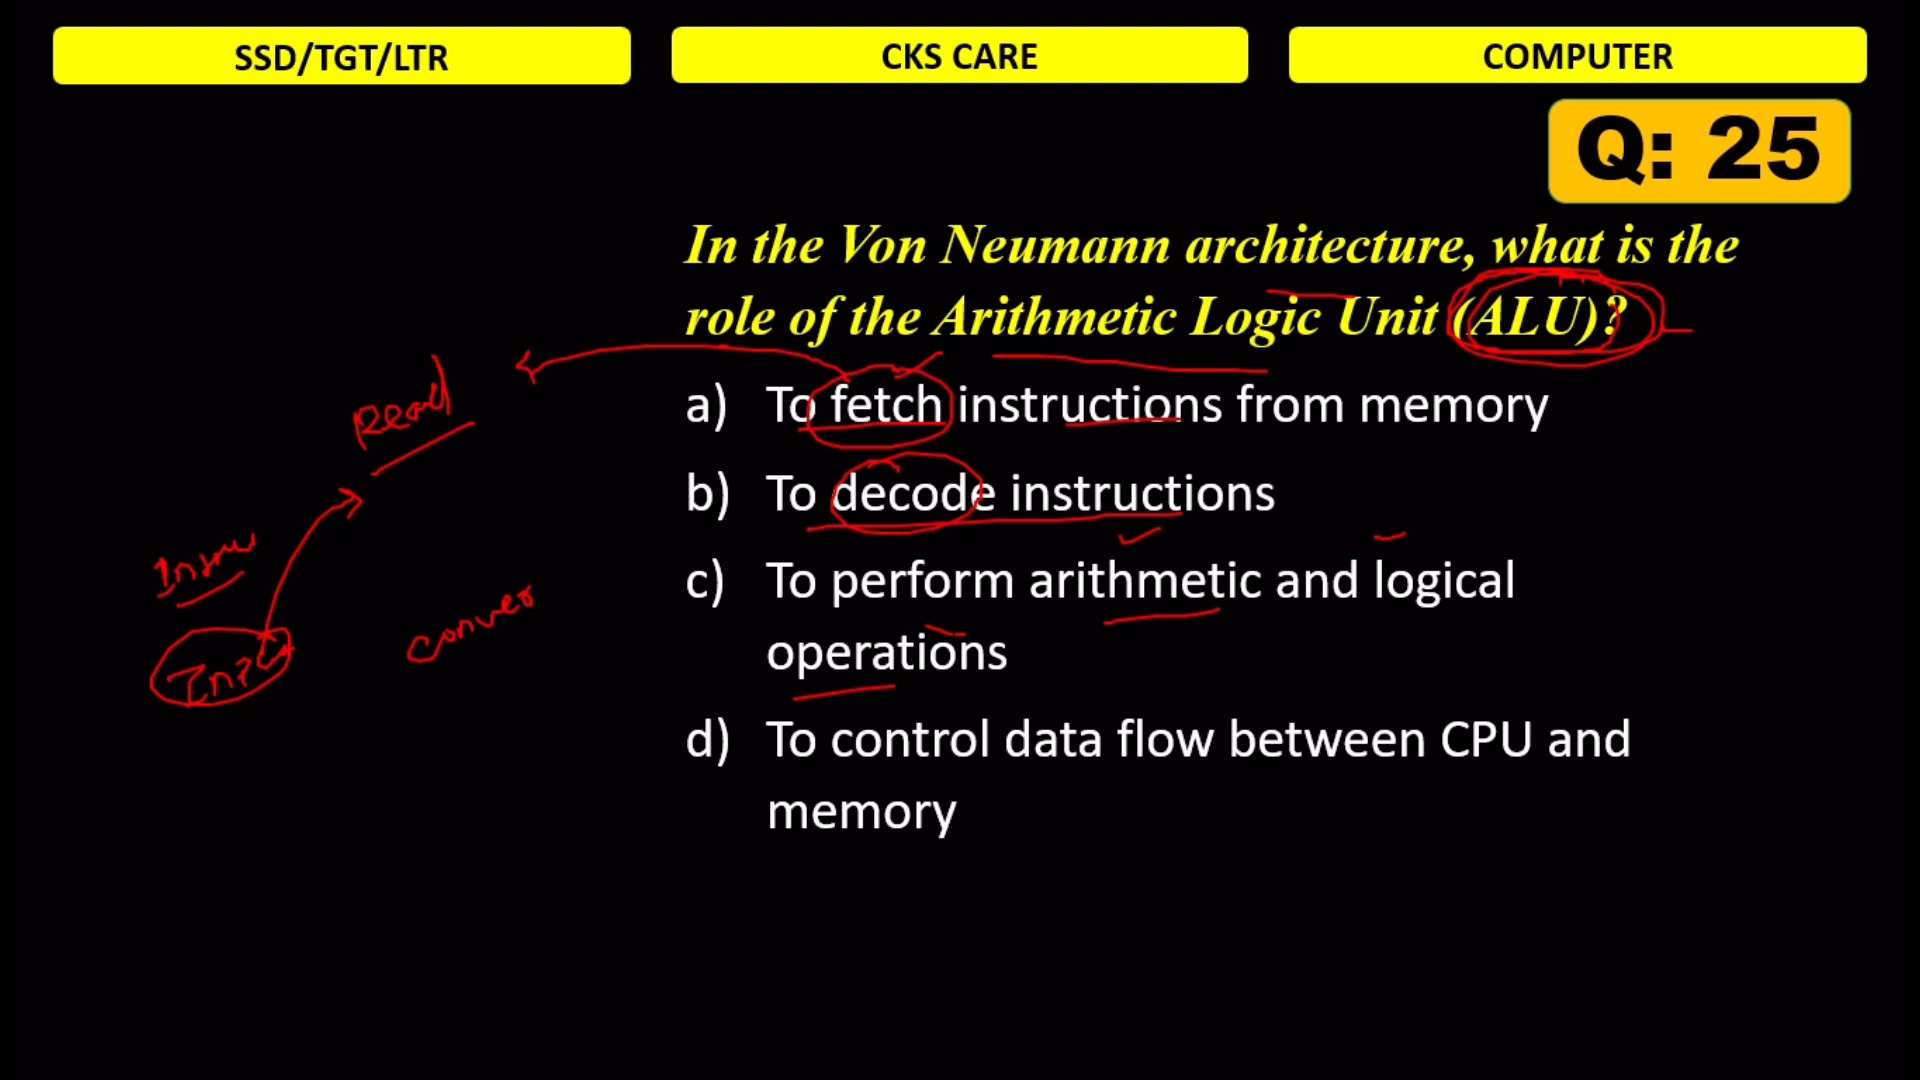 SSD/TGT/LTR
CKS CARE
COMPUTER
Q: 25
In the Von Neumann architecture, what is the
role of the Arithmetic Logic Unit (ALU)?
a) To fetch instructions from memory
b) To decode instructions
c) To perform arithmetic and logical
operations
d) To control data flow between CPU and
memory
Read
conver